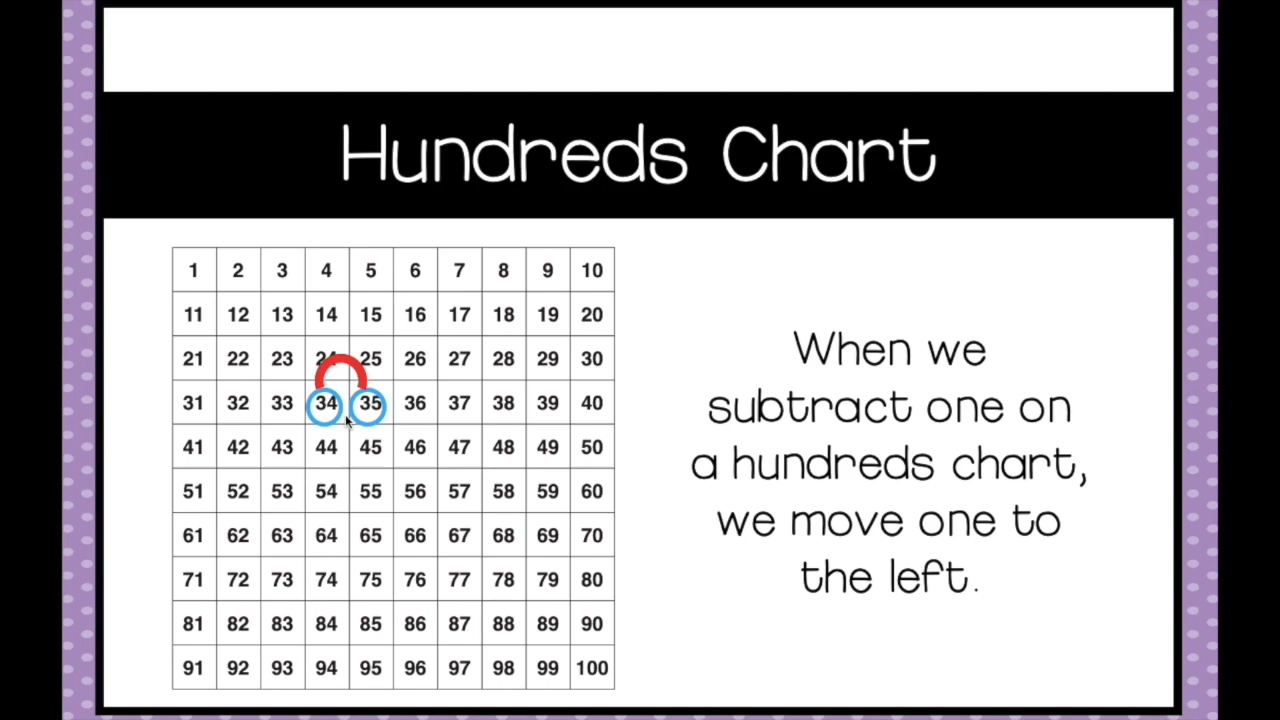 Hundreds Chart
1 2 3 4 5 6 7 8 9 10
11 12 13 14 15 16 17 18 19 20
21 22 23 24 25 26 27 28 29 30
31 32 33 34 35 36 37 38 39 40
41 42 43 44 45 46 47 48 49 50
51 52 53 54 55 56 57 58 59 60
61 62 63 64 65 66 67 68 69 70
71 72 73 74 75 76 77 78 79 80
81 82 83 84 85 86 87 88 89 90
91 92 93 94 95 96 97 98 99 100
When we
subtract one on
a hundreds chart,
we move one to
the left.